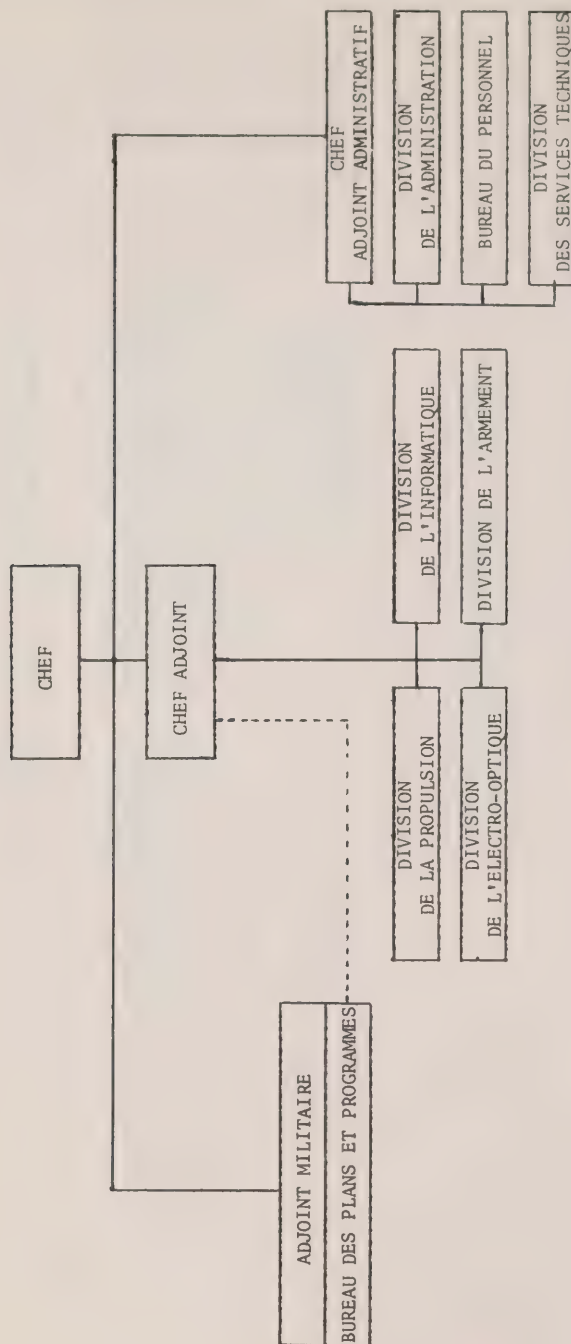 CHEF
CHEF ADJOINT
ADJOINT MILITAIRE
BUREAU DES PLANS ET PROGRAMMES
DIVISION
DE LA PROPULSION
DIVISION
DE L'INFORMATIQUE
DIVISION
DE L'ELECTRO-OPTIQUE
DIVISION DE L'ARMEMENT
CHEF
ADJOINT ADMINISTRATIF
DIVISION
DE L'ADMINISTRATION
BUREAU DU PERSONNEL
DIVISION
DES SERVICES TECHNIQUES